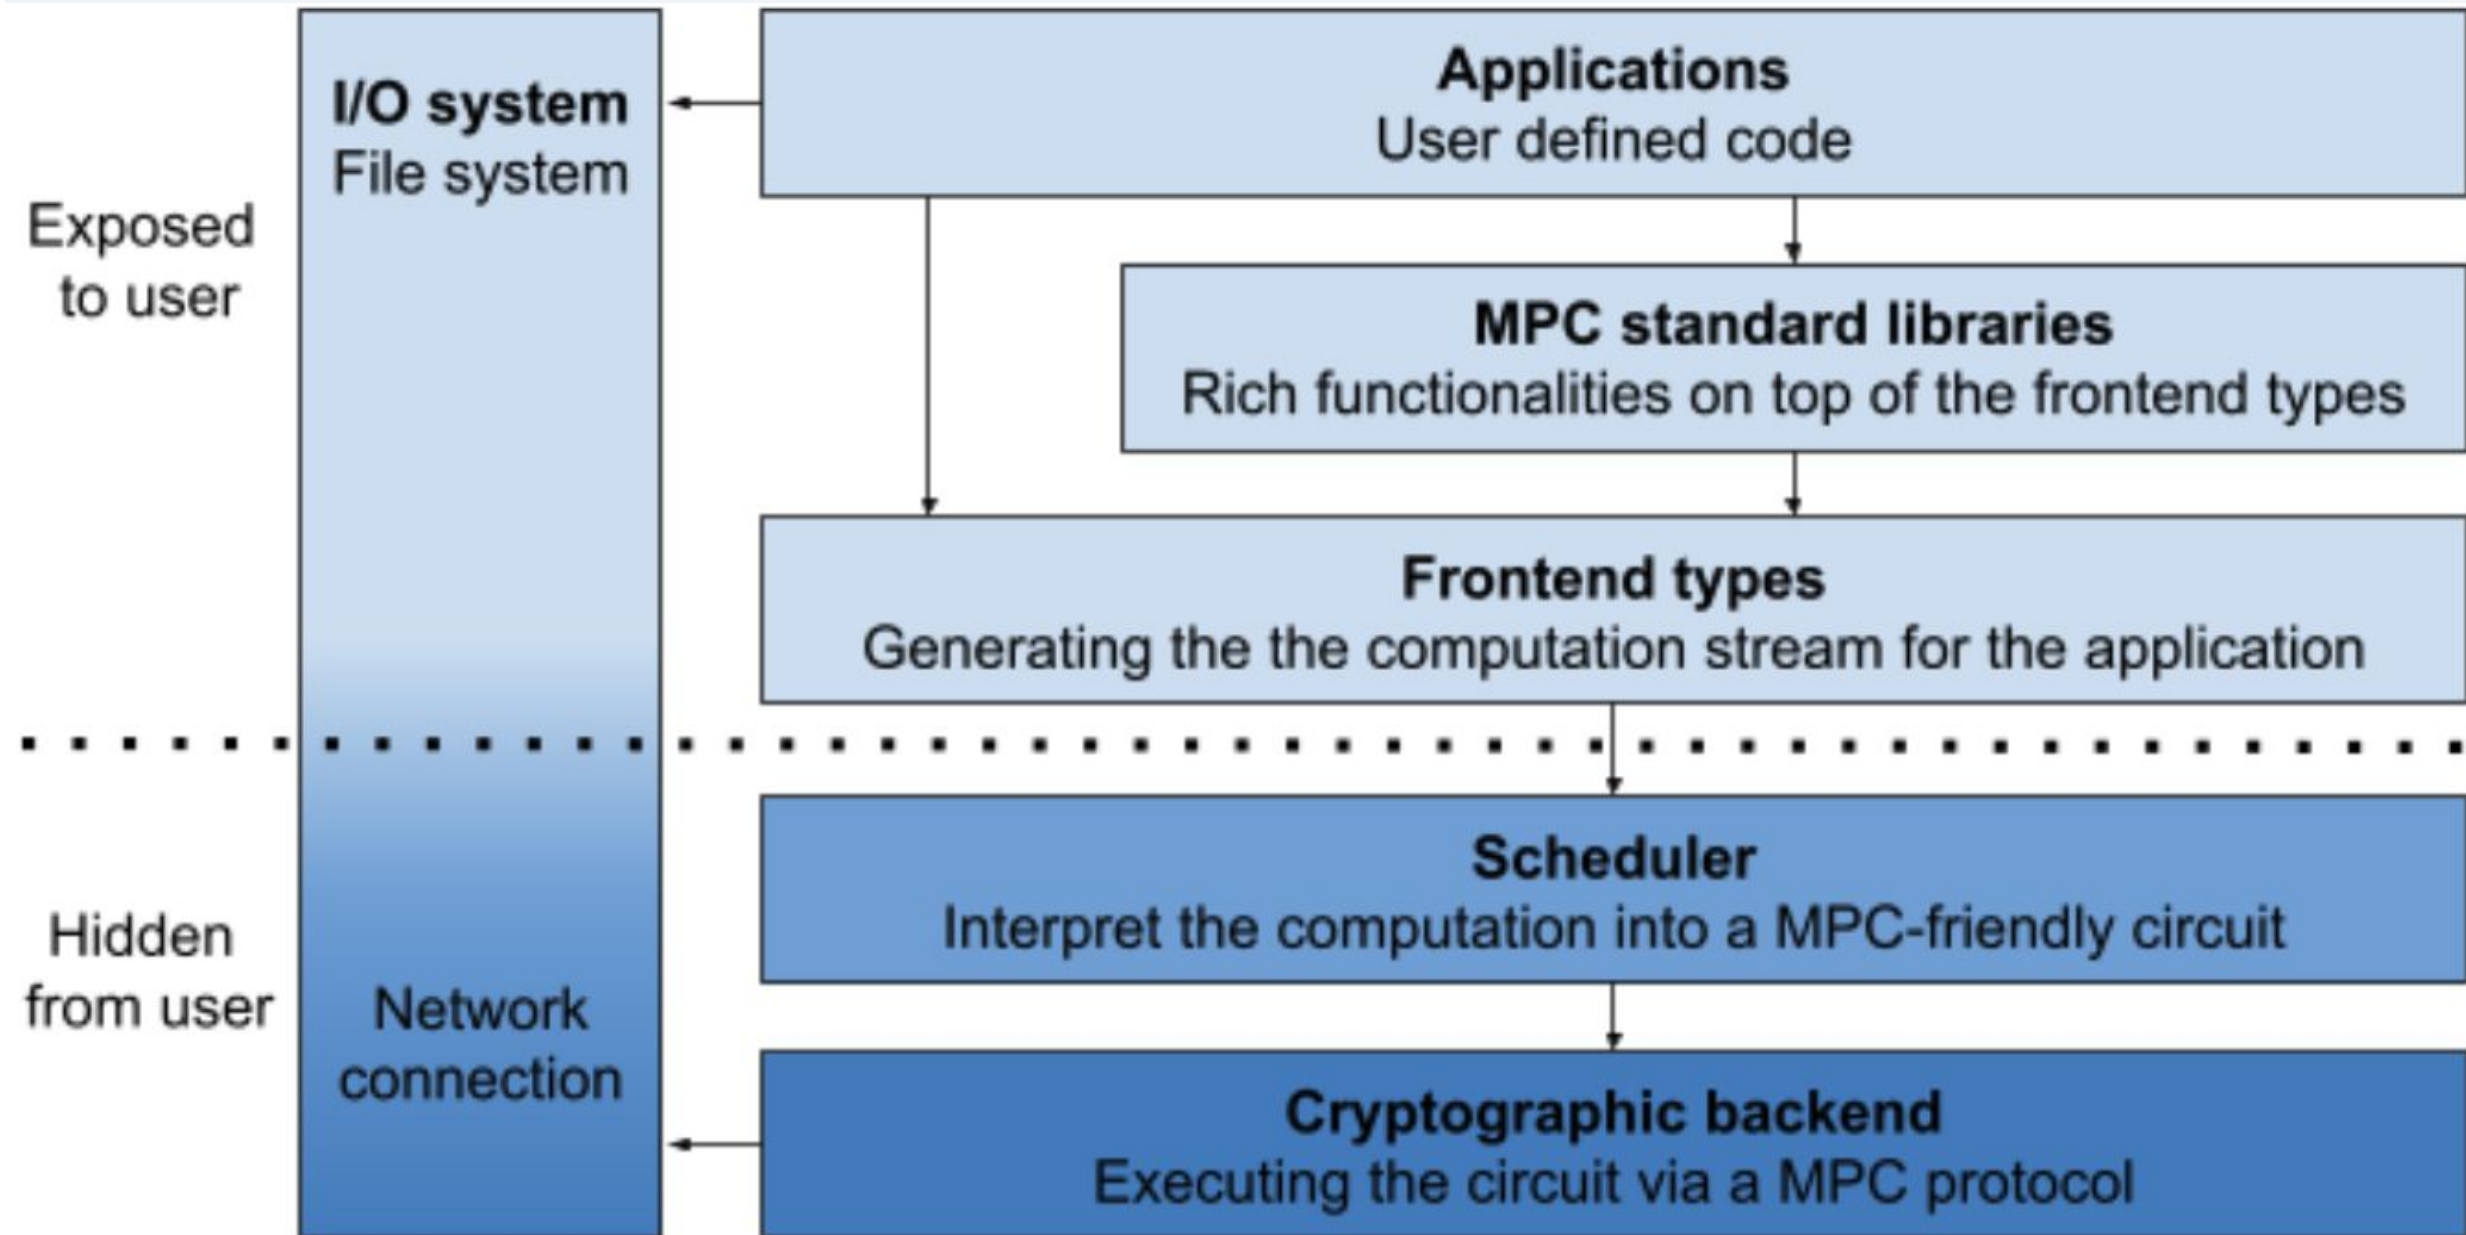 Exposed
to user
Hidden
from user
I/O system
File system
Network
connection
Applications
User defined code
MPC standard libraries
Rich functionalities on top of the frontend types
Frontend types
Generating the the computation stream for the application
Scheduler
Interpret the computation into a MPC-friendly circuit
Cryptographic backend
Executing the circuit via a MPC protocol